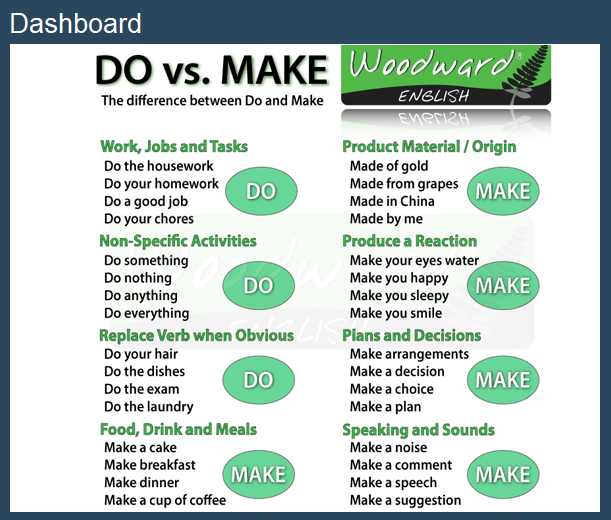 Dashboard
DO vs. MAKE
The difference between Do and Make
Woodward®
ENGLISH
Work, Jobs and Tasks
Do the housework
Do your homework
Do a good job
Do your chores
DO
Product Material / Origin
Made of gold
Made from grapes
Made in China
Made by me
MAKE
Non-Specific Activities
Do something
Do nothing
Do anything
Do everything
DO
Produce a Reaction
Make your eyes water
Make you happy
Make you sleepy
Make you smile
MAKE
Replace Verb when Obvious
Do your hair
Do the dishes
Do the exam
Do the laundry
DO
Plans and Decisions
Make arrangements
Make a decision
Make a choice
Make a plan
MAKE
Food, Drink and Meals
Make a cake
Make breakfast
Make dinner
Make a cup of coffee
MAKE
Speaking and Sounds
Make a noise
Make a comment
Make a speech
Make a suggestion
MAKE
Woodward
ENGLISH